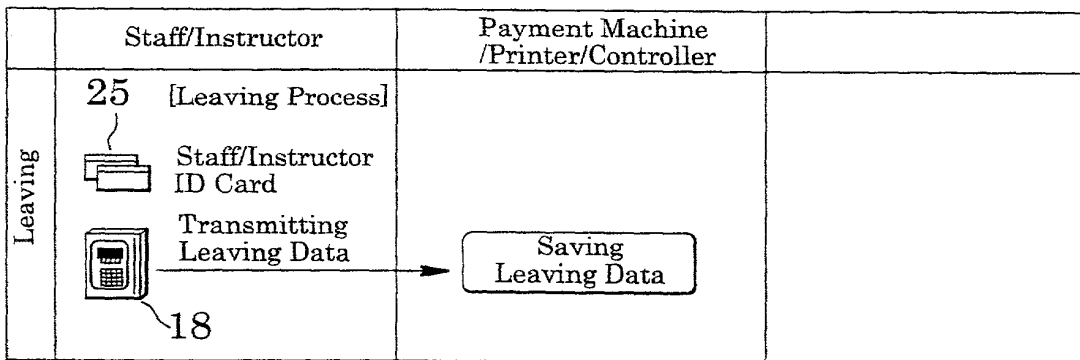 Staff/Instructor
Payment Machine
/Printer/Controller
Leaving
25 [Leaving Process]
Staff/Instructor
ID Card
Transmitting
Leaving Data
18
Saving
Leaving Data